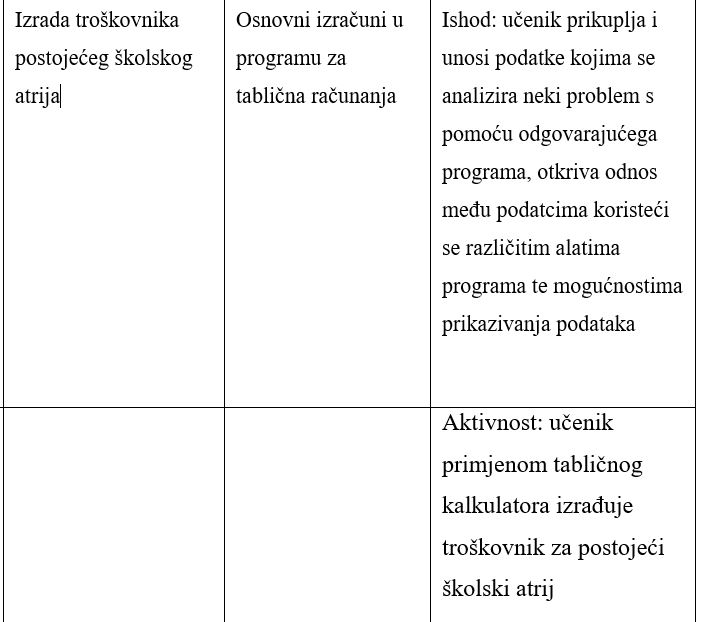 Izrada troškovnika
postojećeg školskog
atrija
Osnovni izračuni u
programu za
tablična računanja
Ishod: učenik prikuplja i
unosi podatke kojima se
analizira neki problem s
pomoću odgovarajućega
programa, otkriva odnos
među podatcima koristeći
se različitim alatima
programa te mogućnostima
prikazivanja podataka
Aktivnost: učenik
primjenom tabličnog
kalkulatora izrađuje
troškovnik za postojeći
školski atrij